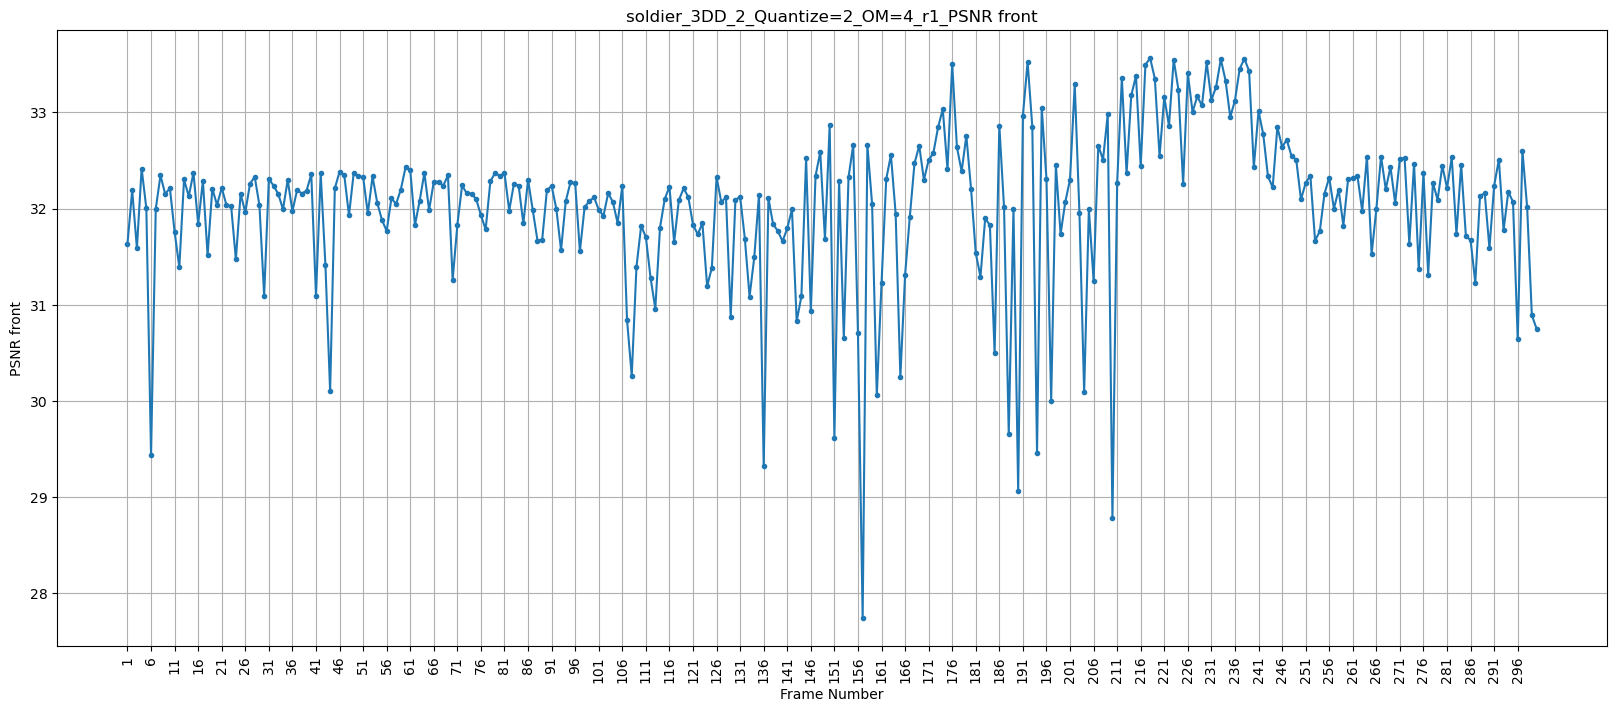 soldier_3DD_2_Quantize=2_OM=4_r1_PSNR front
33
32
31
30
29
28
PSNR front
1 6 11 16 21 26 31 36 41 46 51 56 61 66 71 76 81 86 91 96 101 106 111 116 121 126 131 136 141 146 151 156 161 166 171 176 181 186 191 196 201 206 211 216 221 226 231 236 241 246 251 256 261 266 271 276 281 286 291 296
Frame Number